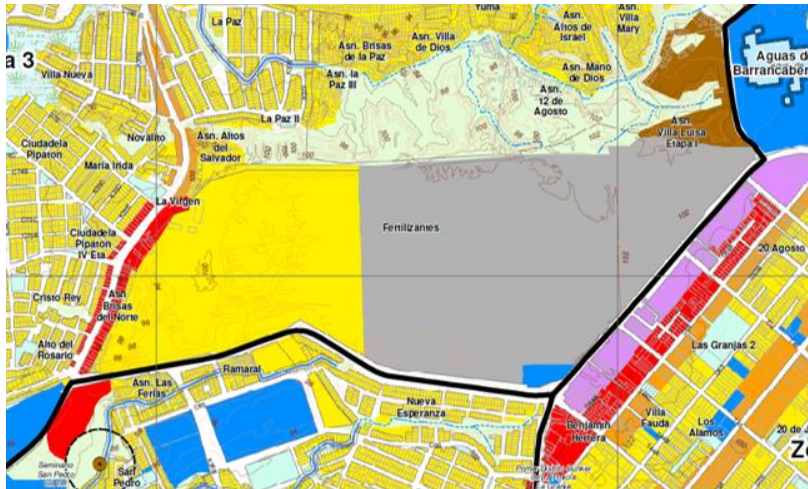 Yuma
La Paz
Asn. Brisas
de la Paz
Asn. Villa
de Dios
Asn.
Altos de
Israel
Asn.
Villa
Mary
a 3
Villa Nueva
Asn. la
Paz III
Asn. Mano
de Dios
Aguas de
Barrancaber
Asn.
12 de
Agosto
La Paz II
Novalito
Asn. Altos
del
Salvador
Asn.
Villa Luisa
Etapa I
Ciudadela
Pipaton
María Inda
La Virgen
Fertilizantes
Ciudadela
Pipaton
IV Eta.
20 Agosto
Cristo Rey
Asn.
Brisas
del Norte
Alto del
Rosario
Las Granjas 2
Ramaral
Asn. Las
Ferias
Nueva
Esperanza
Benjamin
Herrera
Villa
Fauda
Los
Alamos
20 de J
Z
Seminario
San Pedro
San
Pedro